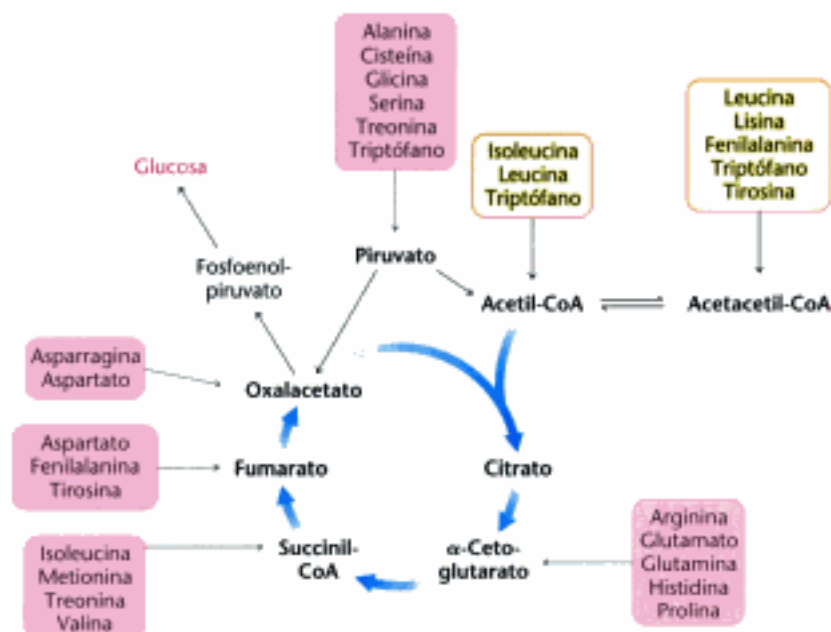 Alanina
Cisteína
Glicina
Serina
Treonina
Triptófano
Leucina
Lisina
Fenilalanina
Triptófano
Tirosina
Isoleucina
Leucina
Triptófano
Glucosa
Fosfoenol-
piruvato
Piruvato
Acetil-CoA
Acetacetil-CoA
Asparragina
Aspartato
Oxalacetato
Aspartato
Fenilalanina
Tirosina
Fumarato
Citrato
Isoleucina
Metionina
Treonina
Valina
Succinil-
CoA
α-Ceto-
glutarato
Arginina
Glutamato
Glutamina
Histidina
Prolina